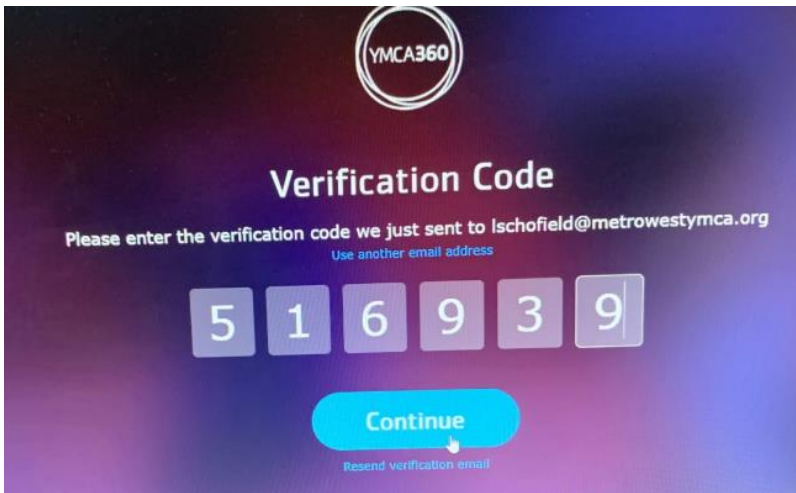 YMCA360
Verification Code
Please enter the verification code we just sent to lschofield@metrowestymca.org
Use another email address
5 1 6 9 3 9
Continue
Resend verification email